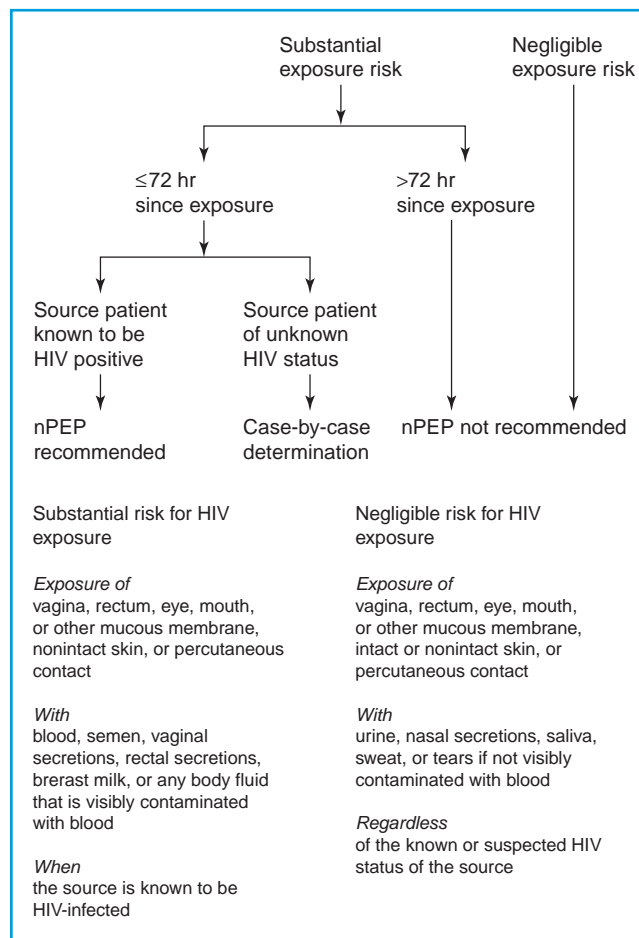 Substantial
exposure risk
Negligible
exposure risk
≤72 hr
since exposure
>72 hr
since exposure
Source patient
known to be
HIV positive
Source patient
of unknown
HIV status
nPEP
recommended
Case-by-case
determination
nPEP not recommended
Substantial risk for HIV
exposure
Exposure of
vagina, rectum, eye, mouth,
or other mucous membrane,
nonintact skin, or percutaneous
contact
With
blood, semen, vaginal
secretions, rectal secretions,
brerast milk, or any body fluid
that is visibly contaminated
with blood
When
the source is known to be
HIV-infected
Negligible risk for HIV
exposure
Exposure of
vagina, rectum, eye, mouth,
or other mucous membrane,
intact or nonintact skin, or
percutaneous contact
With
urine, nasal secretions, saliva,
sweat, or tears if not visibly
contaminated with blood
Regardless
of the known or suspected HIV
status of the source